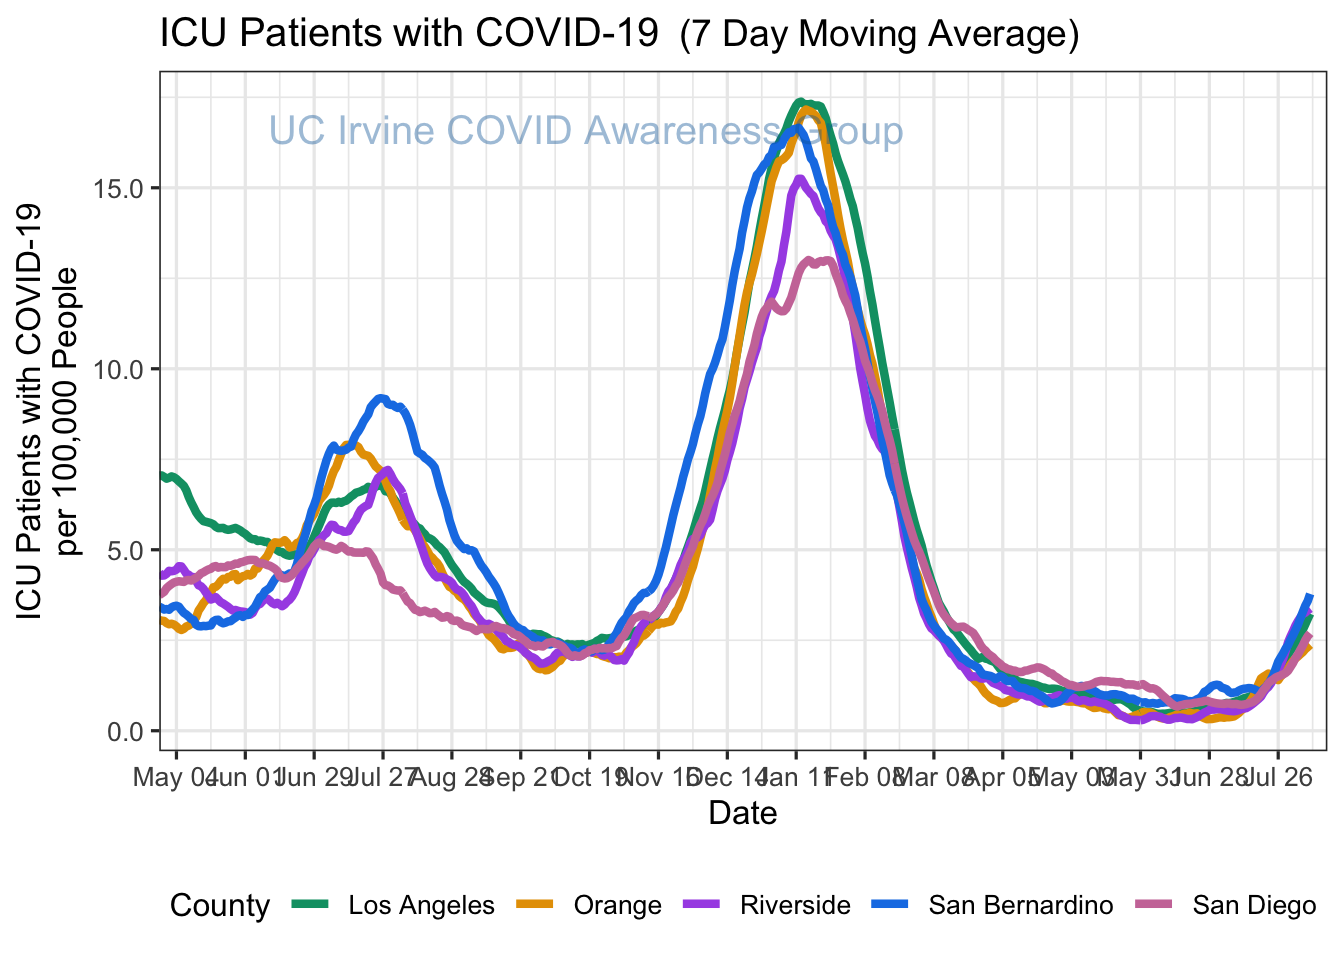 ICU Patients with COVID-19 (7 Day Moving Average)
UC Irvine COVID Awareness Group
ICU Patients with COVID-19
per 100,000 People
15.0
10.0
5.0
0.0
May 04 Jun 01 Jun 29 Jul 27 Aug 24 Sep 21 Oct 19 Nov 16 Dec 14 Jan 11 Feb 08 Mar 08 Apr 05 May 03 May 31 Jun 28 Jul 26
Date
County Los Angeles Orange Riverside San Bernardino San Diego